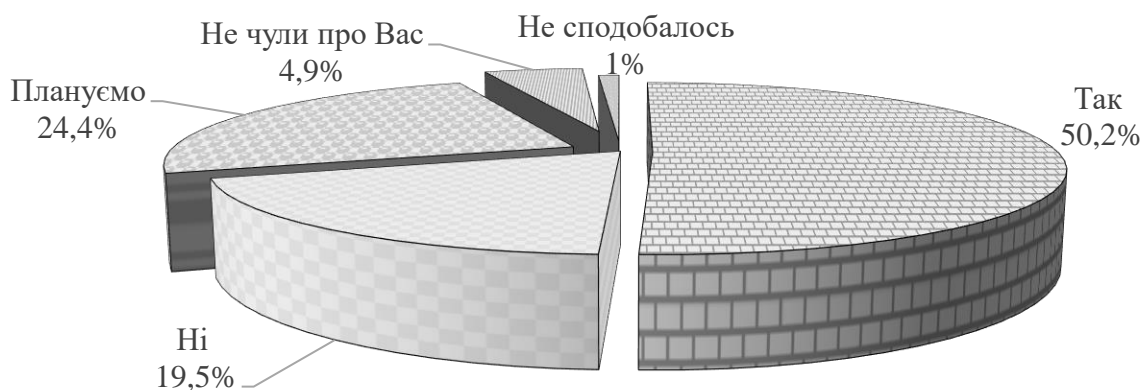 Не чули про Вас
4,9%
Не сподобалось
1%
Плануємо
24,4%
Так
50,2%
Ні
19,5%